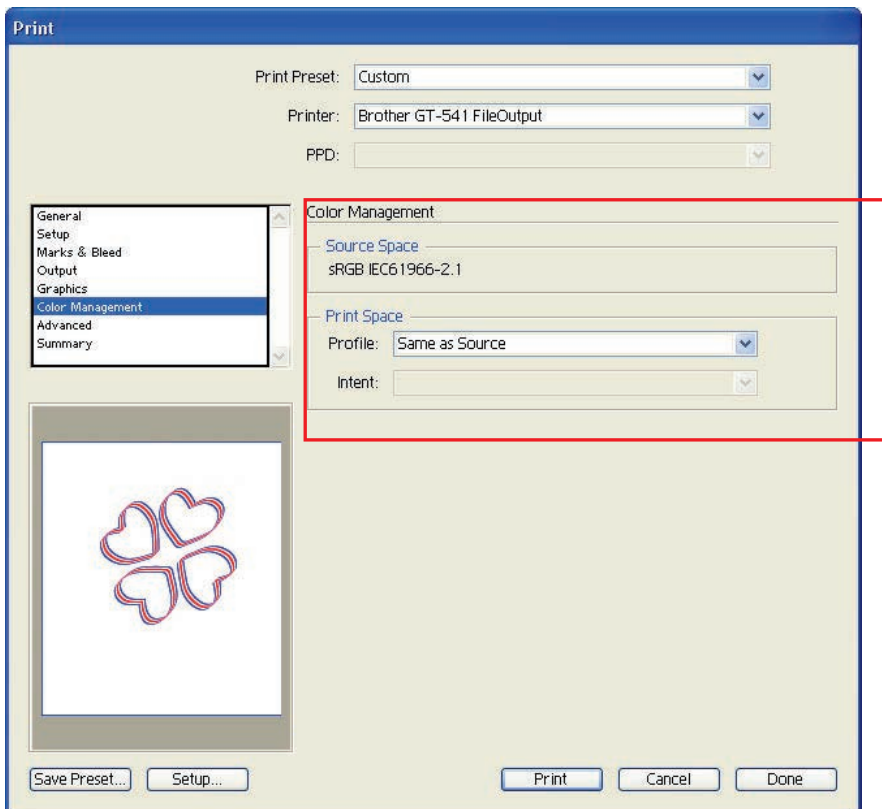 Print
Print Preset: Custom
Printer: Brother GT-541 FileOutput
PPD:
General
Setup
Marks & Bleed
Output
Graphics
Color Management
Advanced
Summary
Color Management
Source Space
sRGB IEC61966-2.1
Print Space
Profile: Same as Source
Intent:
Save Preset...
Setup...
Print
Cancel
Done